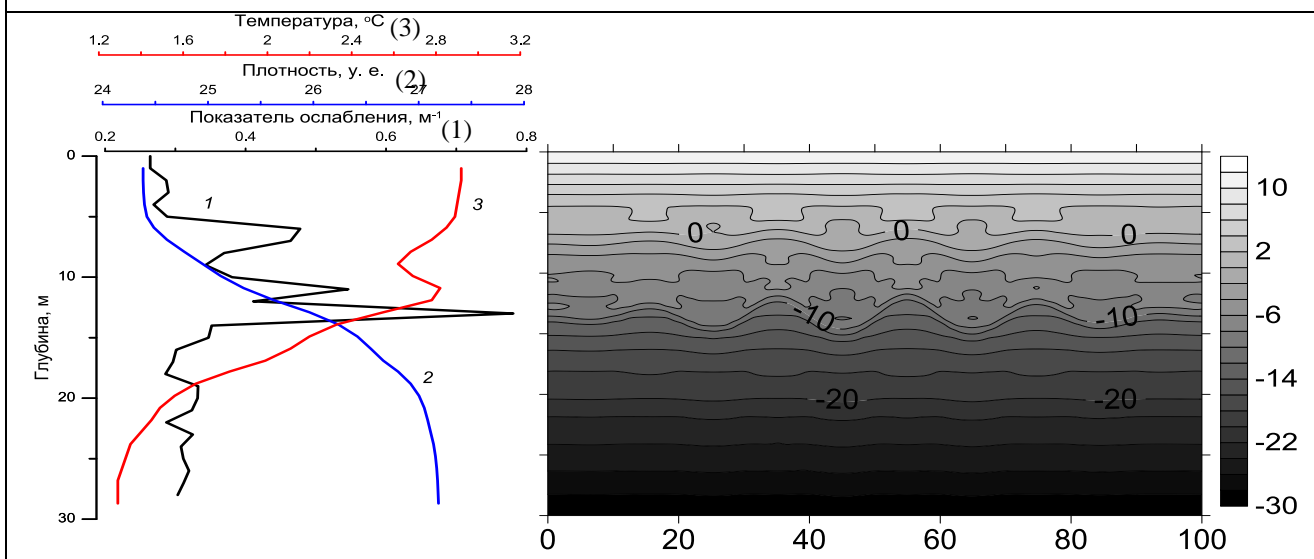 Температура, °C (3)
1.2 1.6 2 2.4 2.8 3.2
Плотность, у. е. (2)
24 25 26 27 28
Показатель ослабления, м-1 (1)
0.2 0.4 0.6 0.8
0
10
20
30
Глубина, м
1
3
2
0 0 0
-10 -10
-20 -20
0 20 40 60 80 100
10
2
-6
-14
-22
-30